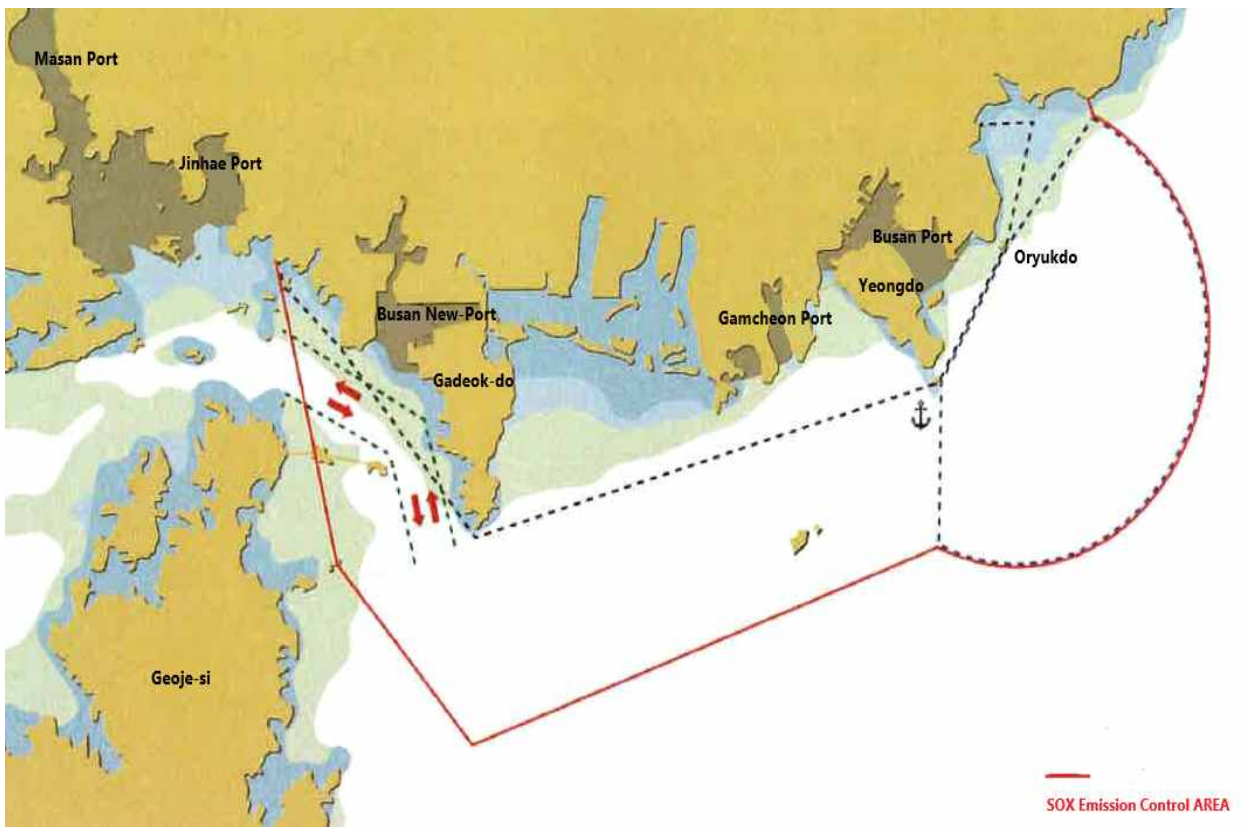 Masan Port
Jinhae Port
Busan Port
Oryukdo
Yeongdo
Busan New-Port
Gamcheon Port
Gadeok-do
Geoje-si
SOX Emission Control AREA